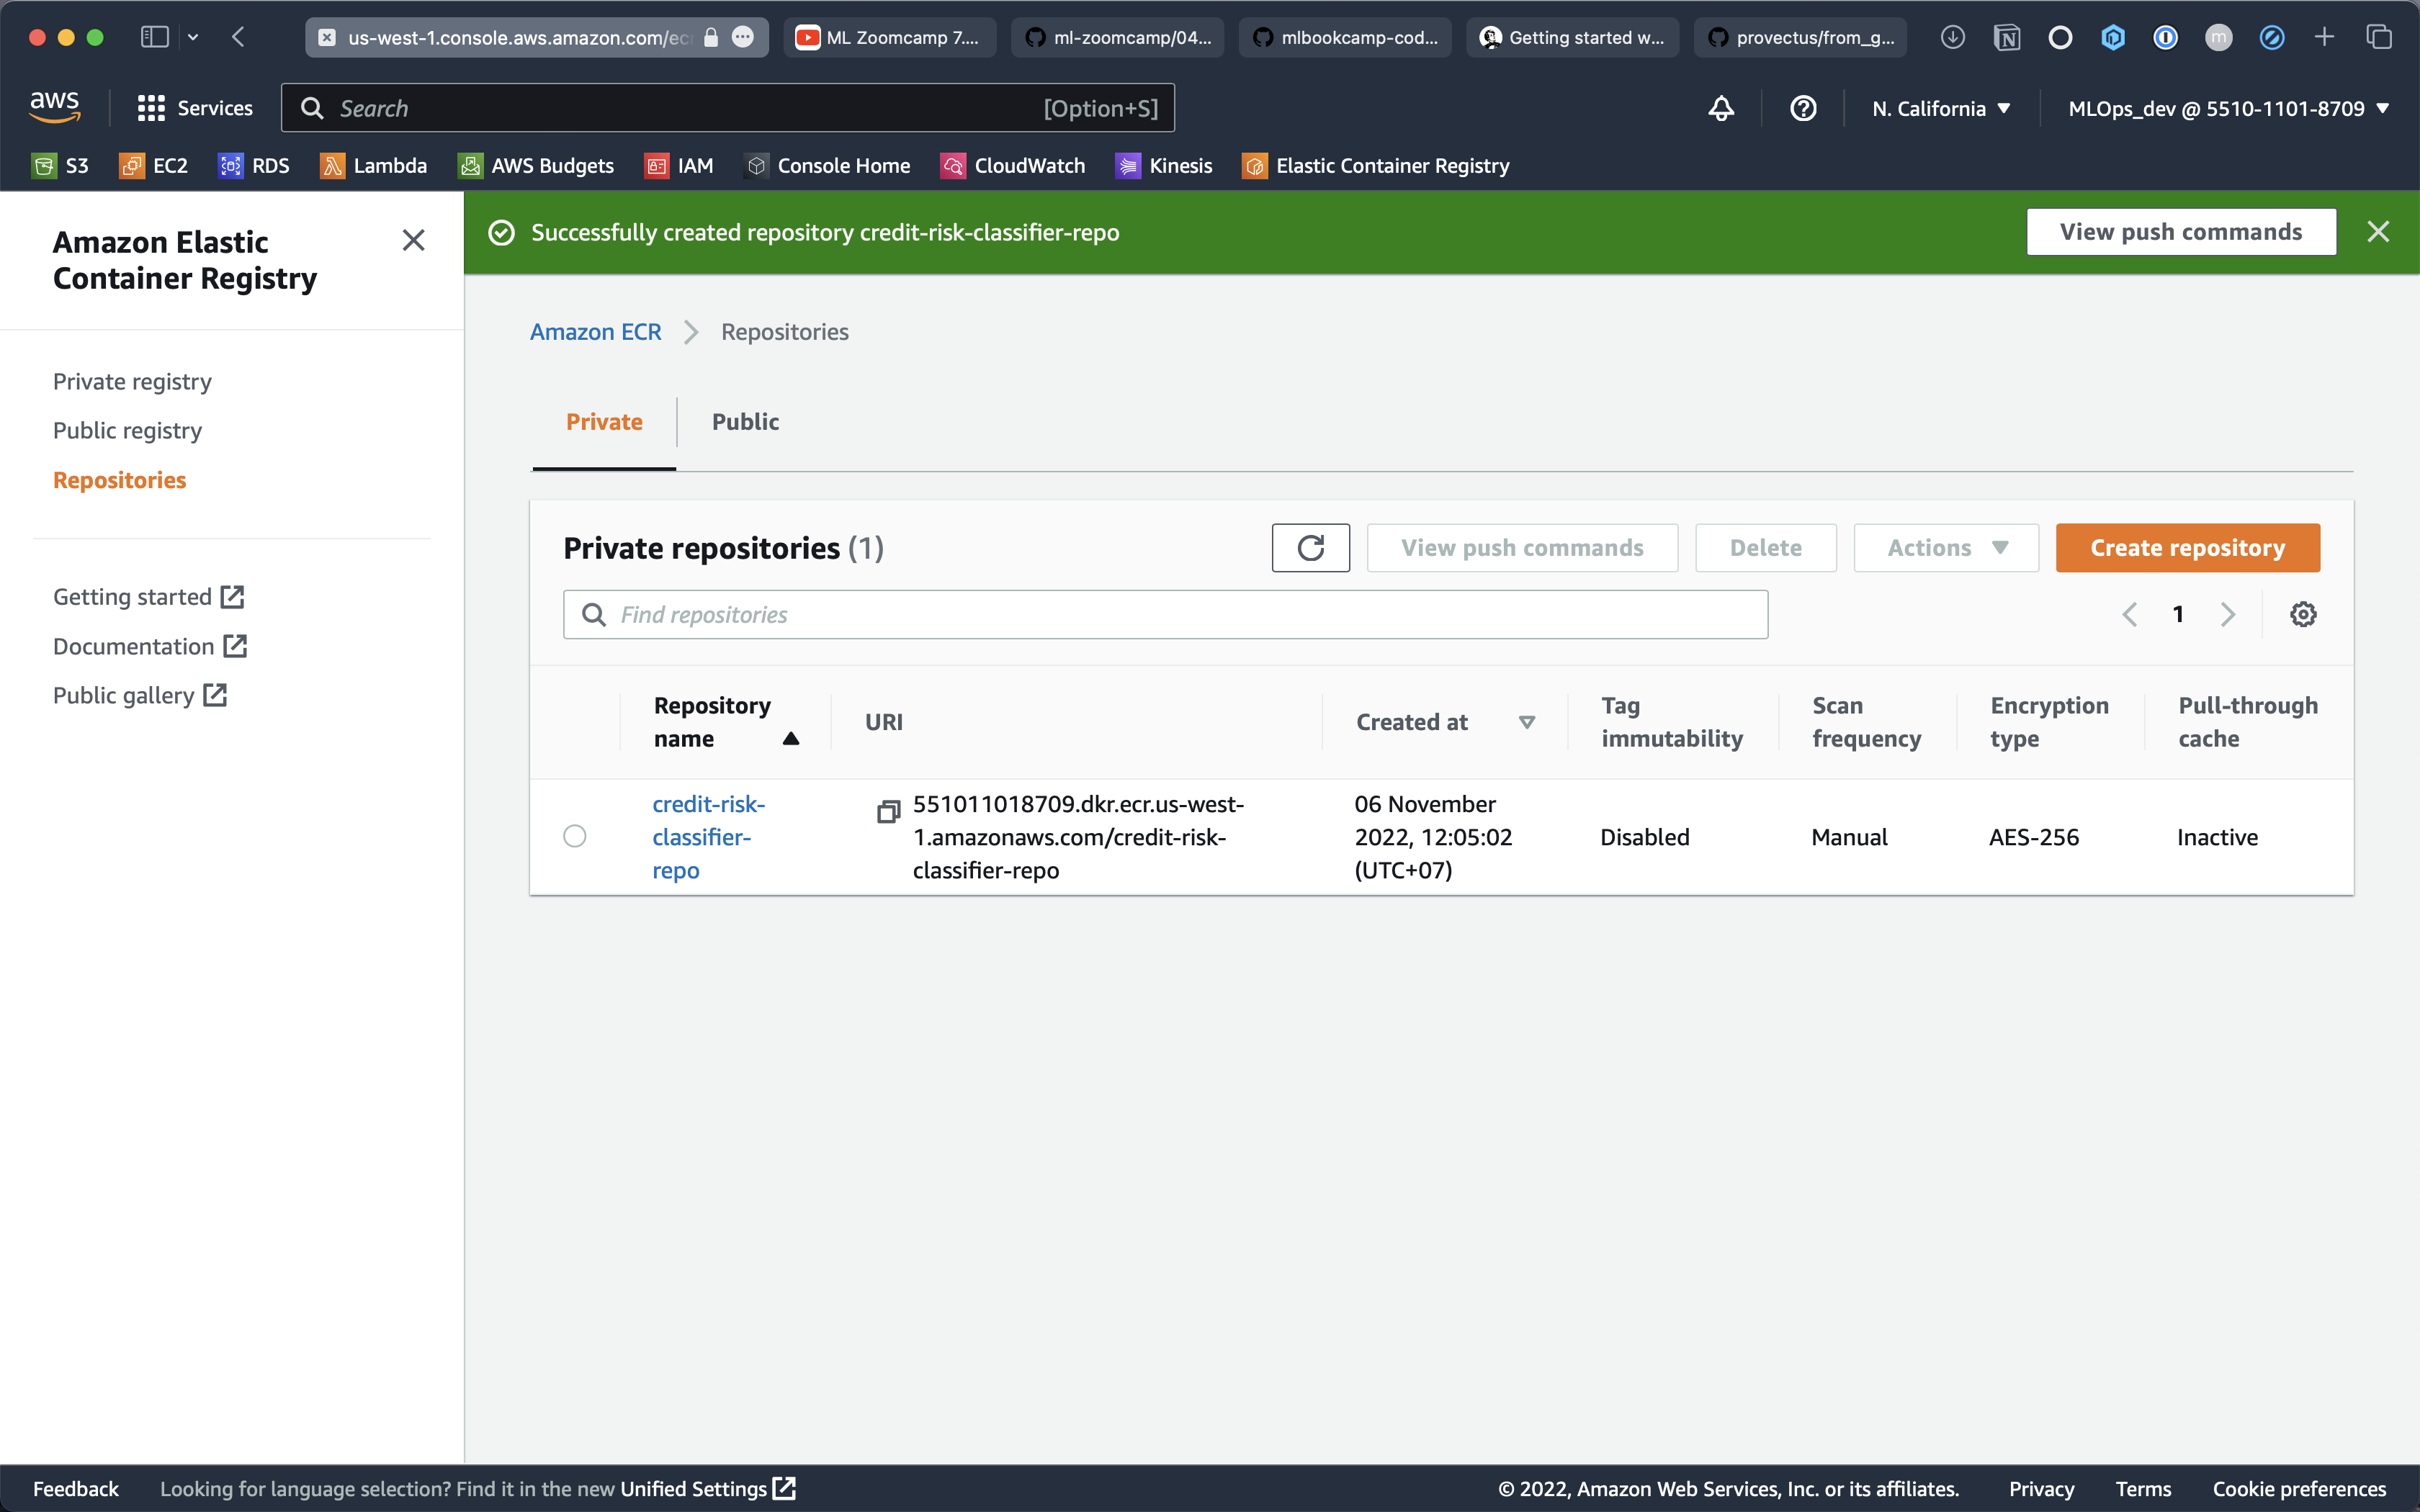 us-west-1.console.aws.amazon.com/ecr
ML Zoomcamp 7....
ml-zoomcamp/04...
mlbookcamp-cod...
Getting started w...
provectus/from_g...
m
aws
Services
Search
[Option+S]
N. California
MLOps_dev @ 5510-1101-8709
S3
EC2
RDS
Lambda
AWS Budgets
IAM
Console Home
CloudWatch
Kinesis
Elastic Container Registry
Amazon Elastic
Container Registry
Private registry
Public registry
Repositories
Getting started
Documentation
Public gallery
Successfully created repository credit-risk-classifier-repo
View push commands
Amazon ECR
Repositories
Private
Public
Private repositories (1)
View push commands
Delete
Actions
Create repository
Find repositories
1
Repository
name
URI
Created at
Tag
immutability
Scan
frequency
Encryption
type
Pull-through
cache
credit-risk-
classifier-
repo
551011018709.dkr.ecr.us-west-
1.amazonaws.com/credit-risk-
classifier-repo
06 November
2022, 12:05:02
(UTC+07)
Disabled
Manual
AES-256
Inactive
Feedback
Looking for language selection? Find it in the new Unified Settings
© 2022, Amazon Web Services, Inc. or its affiliates.
Privacy
Terms
Cookie preferences